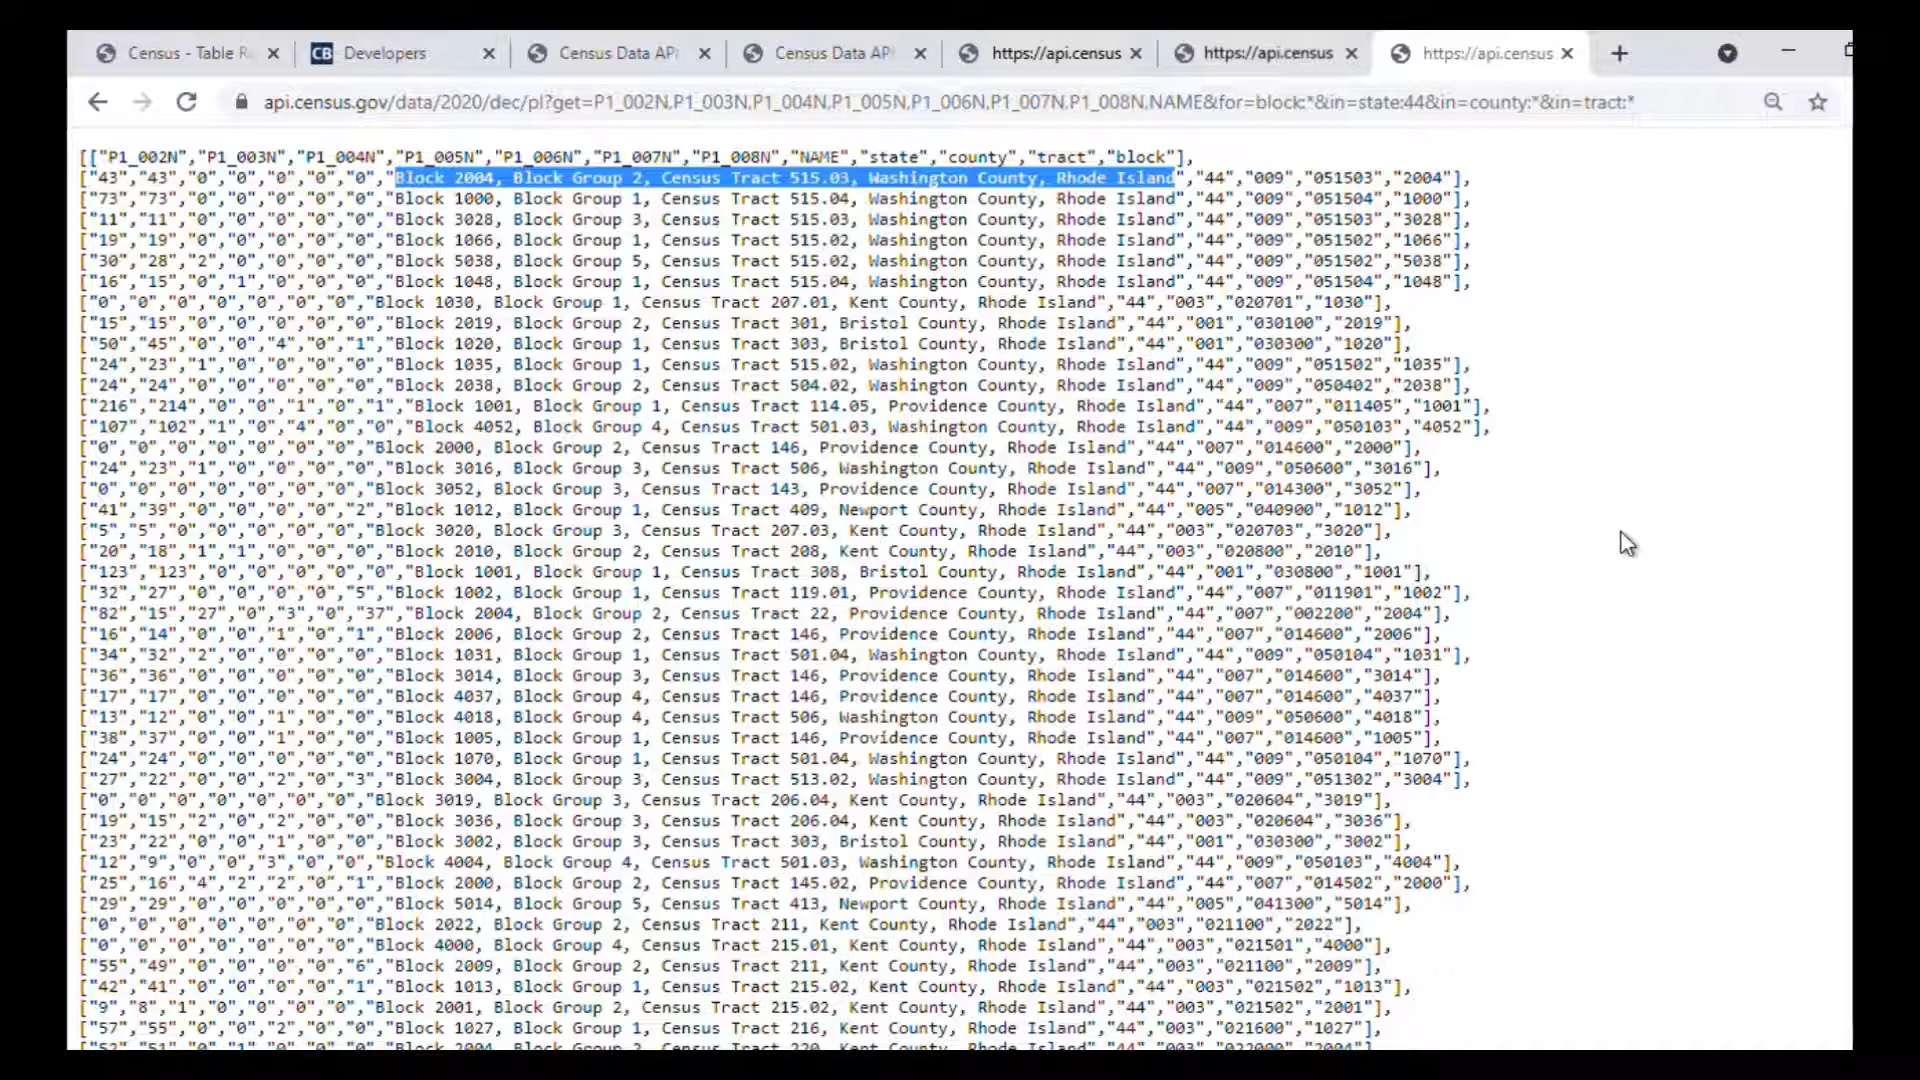 Census - Table R
Developers
Census Data AP
Census Data AP
https://api.census
https://api.census
https://api.census
api.census.gov/data/2020/dec/pl?get=P1_002N,P1_003N,P1_004N,P1_005N,P1_006N,P1_007N,P1_008N,NAME&for=block:*&in=state:44&in=county:*&in=tract:*
[["P1_002N","P1_003N","P1_004N","P1_005N","P1_006N","P1_007N","P1_008N","NAME","state","county","tract","block"],
["43","43","0","0","0","0","0","Block 2004, Block Group 2, Census Tract 515.03, Washington County, Rhode Island","44","009","051503","2004"],
["73","73","0","0","0","0","0","Block 1000, Block Group 1, Census Tract 515.04, Washington County, Rhode Island","44","009","051504","1000"],
["11","11","0","0","0","0","0","Block 3028, Block Group 3, Census Tract 515.03, Washington County, Rhode Island","44","009","051503","3028"],
["19","19","0","0","0","0","0","Block 1066, Block Group 1, Census Tract 515.02, Washington County, Rhode Island","44","009","051502","1066"],
["30","28","2","0","0","0","0","Block 5038, Block Group 5, Census Tract 515.02, Washington County, Rhode Island","44","009","051502","5038"],
["16","15","0","1","0","0","0","Block 1048, Block Group 1, Census Tract 515.04, Washington County, Rhode Island","44","009","051504","1048"],
["0","0","0","0","0","0","0","Block 1030, Block Group 1, Census Tract 207.01, Kent County, Rhode Island","44","003","020701","1030"],
["15","15","0","0","0","0","0","Block 2019, Block Group 2, Census Tract 301, Bristol County, Rhode Island","44","001","030100","2019"],
["50","45","0","0","4","0","1","Block 1020, Block Group 1, Census Tract 303, Bristol County, Rhode Island","44","001","030300","1020"],
["24","23","1","0","0","0","0","Block 1035, Block Group 1, Census Tract 515.02, Washington County, Rhode Island","44","009","051502","1035"],
["24","24","0","0","0","0","0","Block 2038, Block Group 2, Census Tract 504.02, Washington County, Rhode Island","44","009","050402","2038"],
["216","214","0","0","1","0","1","Block 1001, Block Group 1, Census Tract 114.05, Providence County, Rhode Island","44","007","011405","1001"],
["107","102","1","0","4","0","0","Block 4052, Block Group 4, Census Tract 501.03, Washington County, Rhode Island","44","009","050103","4052"],
["0","0","0","0","0","0","0","Block 2000, Block Group 2, Census Tract 146, Providence County, Rhode Island","44","007","014600","2000"],
["24","23","1","0","0","0","0","Block 3016, Block Group 3, Census Tract 506, Washington County, Rhode Island","44","009","050600","3016"],
["0","0","0","0","0","0","0","Block 3052, Block Group 3, Census Tract 143, Providence County, Rhode Island","44","007","014300","3052"],
["41","39","0","0","0","0","2","Block 1012, Block Group 1, Census Tract 409, Newport County, Rhode Island","44","005","040900","1012"],
["5","5","0","0","0","0","0","Block 3020, Block Group 3, Census Tract 207.03, Kent County, Rhode Island","44","003","020703","3020"],
["20","18","1","1","0","0","0","Block 2010, Block Group 2, Census Tract 208, Kent County, Rhode Island","44","003","020800","2010"],
["123","123","0","0","0","0","0","Block 1001, Block Group 1, Census Tract 308, Bristol County, Rhode Island","44","001","030800","1001"],
["32","27","0","0","0","0","5","Block 1002, Block Group 1, Census Tract 119.01, Providence County, Rhode Island","44","007","011901","1002"],
["82","15","27","0","3","0","37","Block 2004, Block Group 2, Census Tract 22, Providence County, Rhode Island","44","007","002200","2004"],
["16","14","0","0","1","0","1","Block 2006, Block Group 2, Census Tract 146, Providence County, Rhode Island","44","007","014600","2006"],
["34","32","2","0","0","0","0","Block 1031, Block Group 1, Census Tract 501.04, Washington County, Rhode Island","44","009","050104","1031"],
["36","36","0","0","0","0","0","Block 3014, Block Group 3, Census Tract 146, Providence County, Rhode Island","44","007","014600","3014"],
["17","17","0","0","0","0","0","Block 4037, Block Group 4, Census Tract 146, Providence County, Rhode Island","44","007","014600","4037"],
["13","12","0","0","1","0","0","Block 4018, Block Group 4, Census Tract 506, Washington County, Rhode Island","44","009","050600","4018"],
["38","37","0","0","1","0","0","Block 1005, Block Group 1, Census Tract 146, Providence County, Rhode Island","44","007","014600","1005"],
["24","24","0","0","0","0","0","Block 1070, Block Group 1, Census Tract 501.04, Washington County, Rhode Island","44","009","050104","1070"],
["27","22","0","0","2","0","3","Block 3004, Block Group 3, Census Tract 513.02, Washington County, Rhode Island","44","009","051302","3004"],
["0","0","0","0","0","0","0","Block 3019, Block Group 3, Census Tract 206.04, Kent County, Rhode Island","44","003","020604","3019"],
["19","15","2","0","2","0","0","Block 3036, Block Group 3, Census Tract 206.04, Kent County, Rhode Island","44","003","020604","3036"],
["23","22","0","0","1","0","0","Block 3002, Block Group 3, Census Tract 303, Bristol County, Rhode Island","44","001","030300","3002"],
["12","9","0","0","3","0","0","Block 4004, Block Group 4, Census Tract 501.03, Washington County, Rhode Island","44","009","050103","4004"],
["25","16","4","2","2","0","1","Block 2000, Block Group 2, Census Tract 145.02, Providence County, Rhode Island","44","007","014502","2000"],
["29","29","0","0","0","0","0","Block 5014, Block Group 5, Census Tract 413, Newport County, Rhode Island","44","005","041300","5014"],
["0","0","0","0","0","0","0","Block 2022, Block Group 2, Census Tract 211, Kent County, Rhode Island","44","003","021100","2022"],
["0","0","0","0","0","0","0","Block 4000, Block Group 4, Census Tract 215.01, Kent County, Rhode Island","44","003","021501","4000"],
["55","49","0","0","0","0","6","Block 2009, Block Group 2, Census Tract 211, Kent County, Rhode Island","44","003","021100","2009"],
["42","41","0","0","0","0","1","Block 1013, Block Group 1, Census Tract 215.02, Kent County, Rhode Island","44","003","021502","1013"],
["9","8","1","0","0","0","0","Block 2001, Block Group 2, Census Tract 215.02, Kent County, Rhode Island","44","003","021502","2001"],
["57","55","0","0","2","0","0","Block 1027, Block Group 1, Census Tract 216, Kent County, Rhode Island","44","003","021600","1027"],
["52","51","0","1","0","0","0","Block 2004, Block Group 2, Census Tract 220, Kent County, Rhode Island","44","003","022000","2004"]